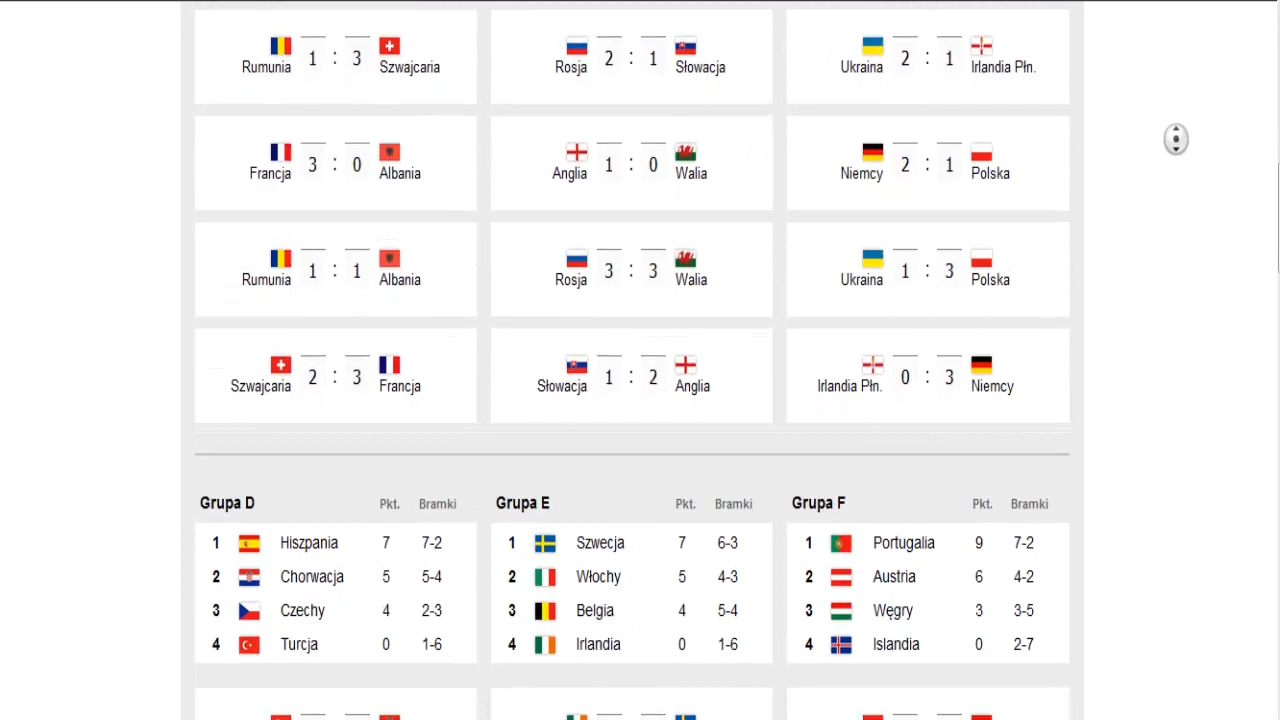 Rumunia 1 : 3 Szwajcaria
Rosja 2 : 1 Słowacja
Ukraina 2 : 1 Irlandia Płn.
Francja 3 : 0 Albania
Anglia 1 : 0 Walia
Niemcy 2 : 1 Polska
Rumunia 1 : 1 Albania
Rosja 3 : 3 Walia
Ukraina 1 : 3 Polska
Szwajcaria 2 : 3 Francja
Słowacja 1 : 2 Anglia
Irlandia Płn. 0 : 3 Niemcy
Grupa D Pkt. Bramki
1 Hiszpania 7 7-2
2 Chorwacja 5 5-4
3 Czechy 4 2-3
4 Turcja 0 1-6
Grupa E Pkt. Bramki
1 Szwecja 7 6-3
2 Włochy 5 4-3
3 Belgia 4 5-4
4 Irlandia 0 1-6
Grupa F Pkt. Bramki
1 Portugalia 9 7-2
2 Austria 6 4-2
3 Węgry 3 3-5
4 Islandia 0 2-7